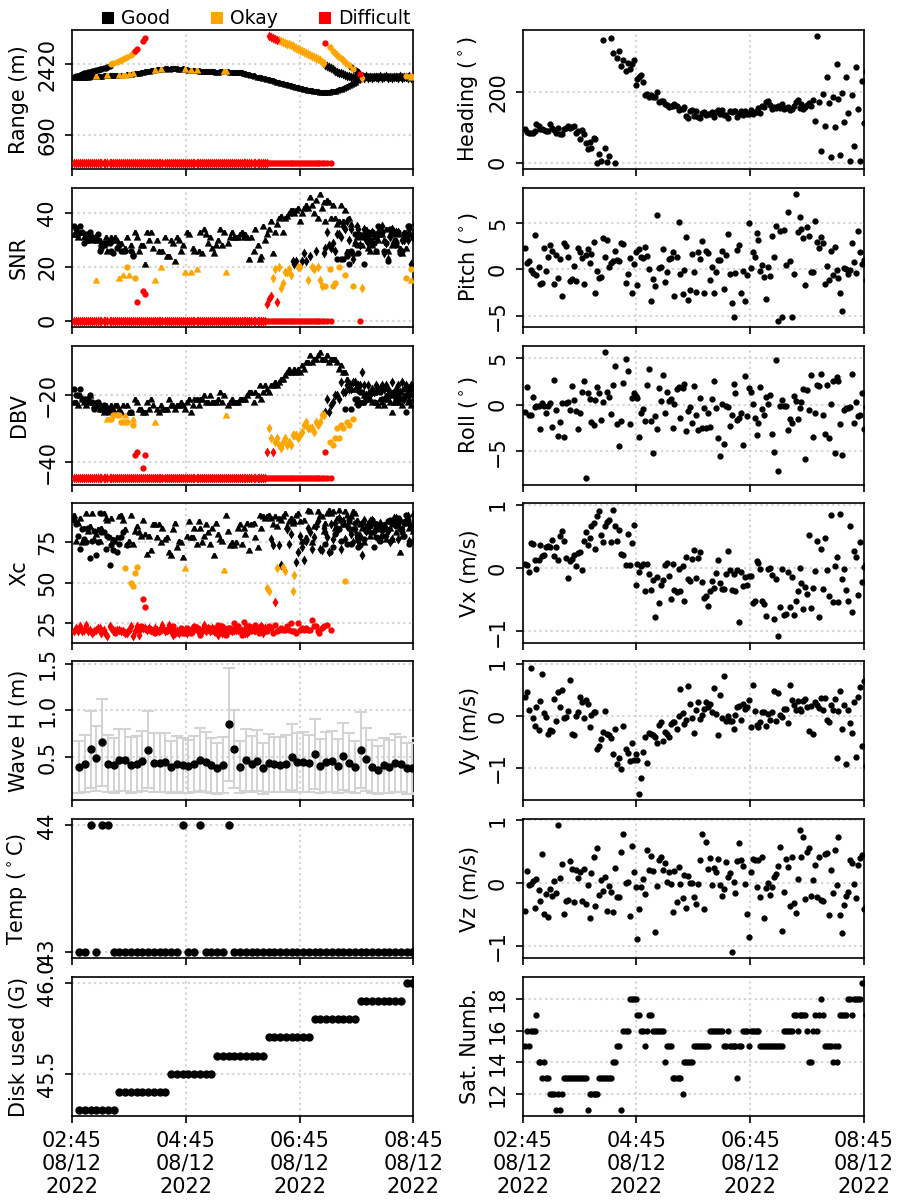 Good Okay Difficult
Range (m)
2420
690
Heading (°)
200
0
SNR
40
20
0
Pitch (°)
5
0
−5
DBV
−20
−40
Roll (°)
5
0
−5
Xc
75
50
25
Vx (m/s)
1
0
−1
Wave H (m)
1.5
1.0
0.5
Vy (m/s)
1
0
−1
Temp (°C)
44
43
Vz (m/s)
1
0
−1
Disk used (G)
46.0
45.5
Sat. Numb.
18
16
14
12
02:45 04:45 06:45 08:45 02:45 04:45 06:45 08:45
08/12 08/12 08/12 08/12 08/12 08/12 08/12 08/12
2022 2022 2022 2022 2022 2022 2022 2022